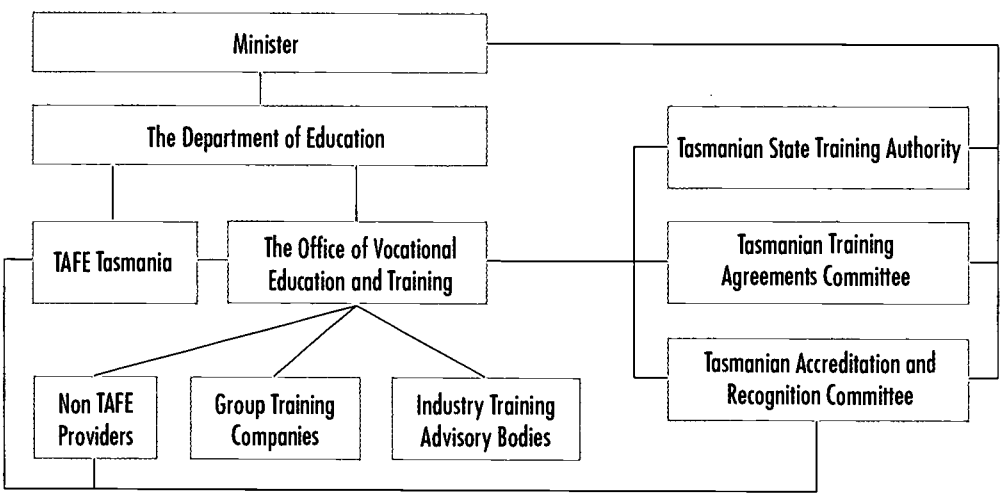 Minister
The Department of Education
Tasmanian State Training Authority
TAFE Tasmania
The Office of Vocational
Education and Training
Tasmanian Training
Agreements Committee
Tasmanian Accreditation and
Recognition Committee
Non TAFE
Providers
Group Training
Companies
Industry Training
Advisory Bodies